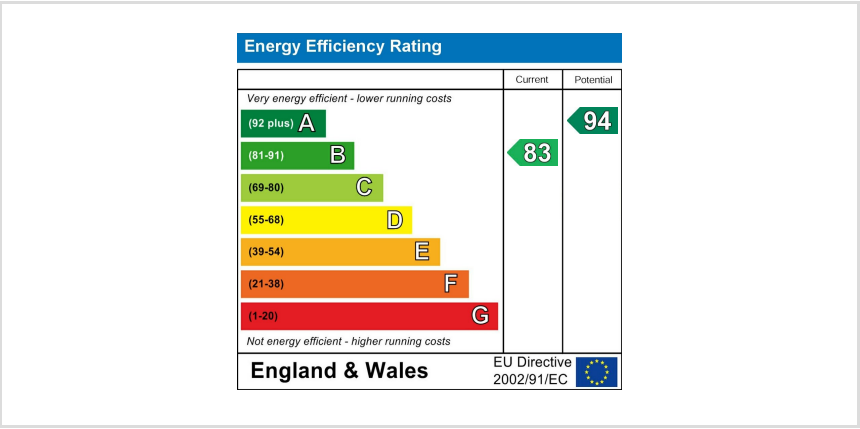 Energy Efficiency Rating
Current Potential
Very energy efficient - lower running costs
(92 plus) A
94
(81-91) B
83
(69-80) C
(55-68) D
(39-54) E
(21-38) F
(1-20) G
Not energy efficient - higher running costs
England & Wales
EU Directive
2002/91/EC